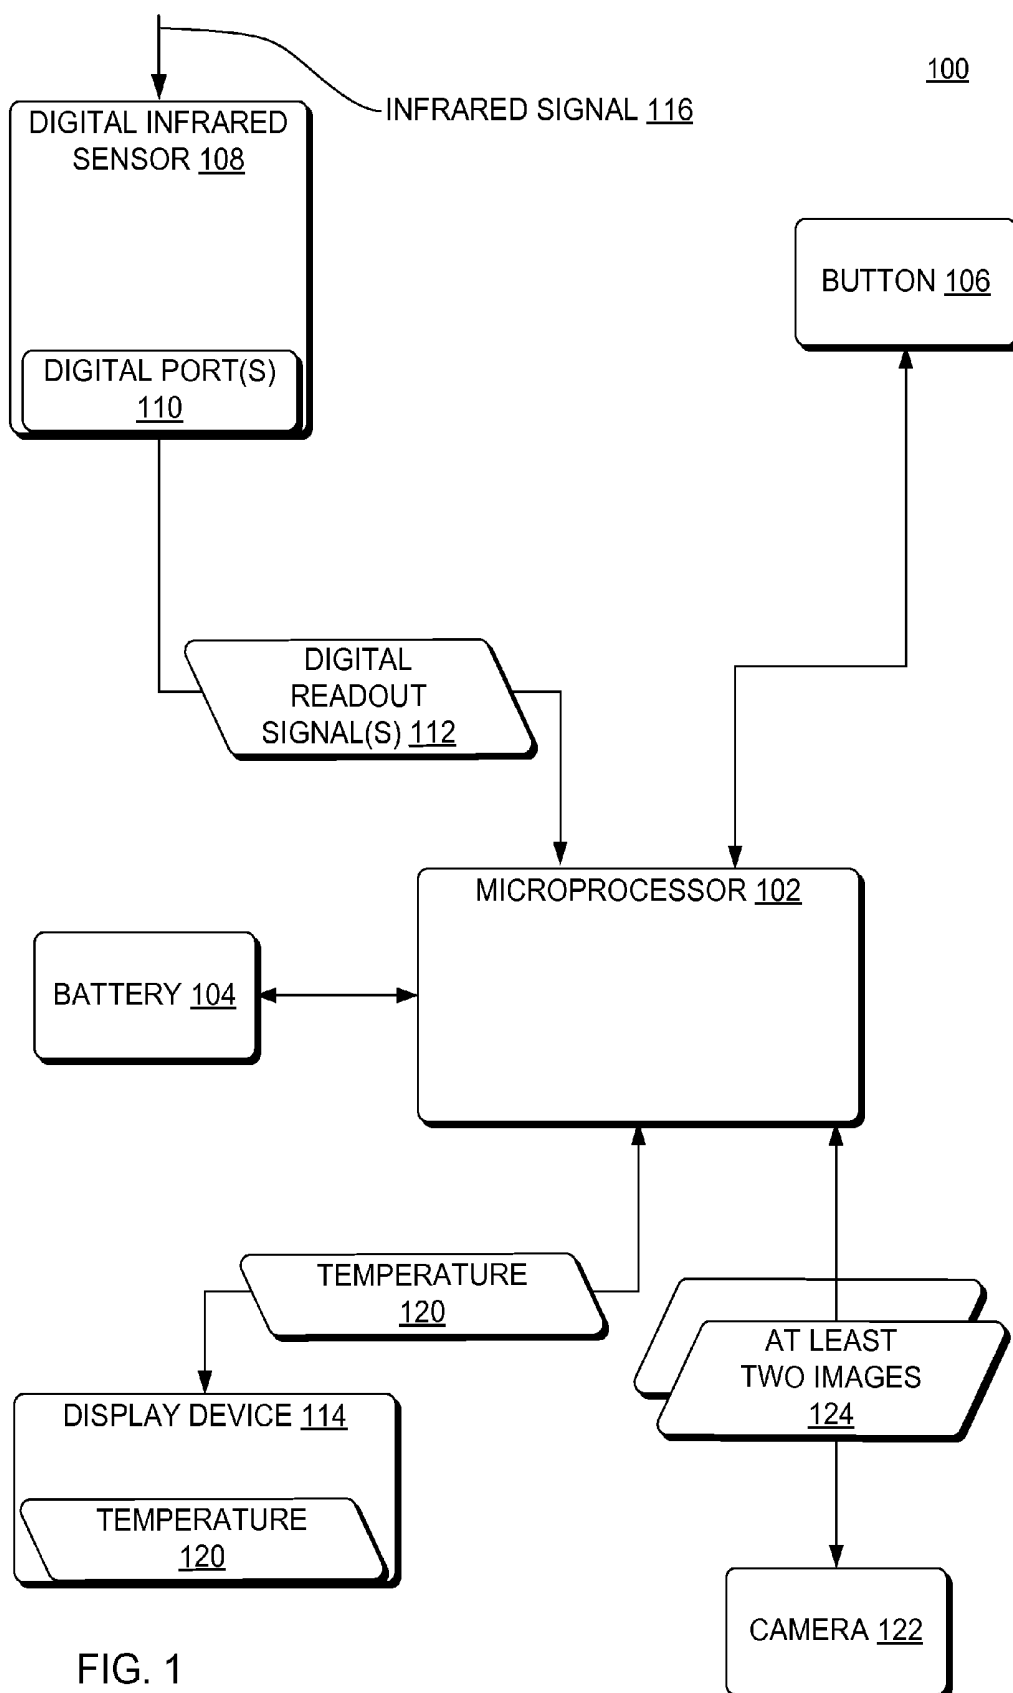 100
INFRARED SIGNAL 116
DIGITAL INFRARED
SENSOR 108
BUTTON 106
DIGITAL PORT(S)
110
DIGITAL
READOUT
SIGNAL(S) 112
MICROPROCESSOR 102
BATTERY 104
TEMPERATURE
120
AT LEAST
TWO IMAGES
124
DISPLAY DEVICE 114
TEMPERATURE
120
CAMERA 122
FIG. 1